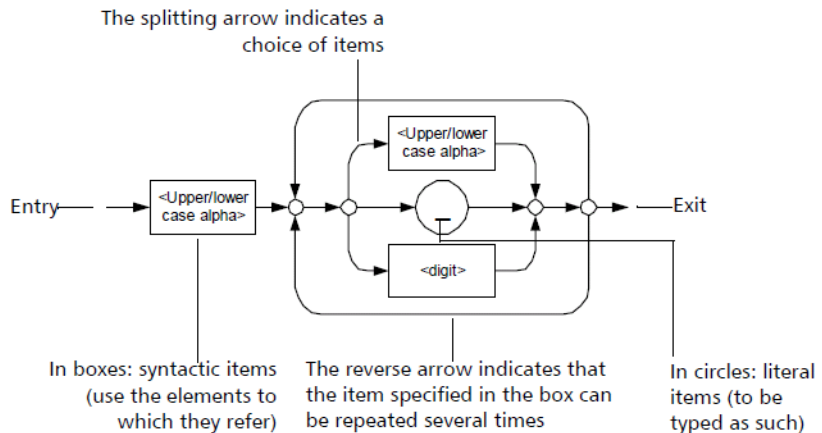 The splitting arrow indicates a
choice of items
<Upper/lower
case alpha>
Entry
<Upper/lower
case alpha>
_
Exit
<digit>
In boxes: syntactic items
(use the elements to
which they refer)
The reverse arrow indicates that
the item specified in the box can
be repeated several times
In circles: literal
items (to be
typed as such)